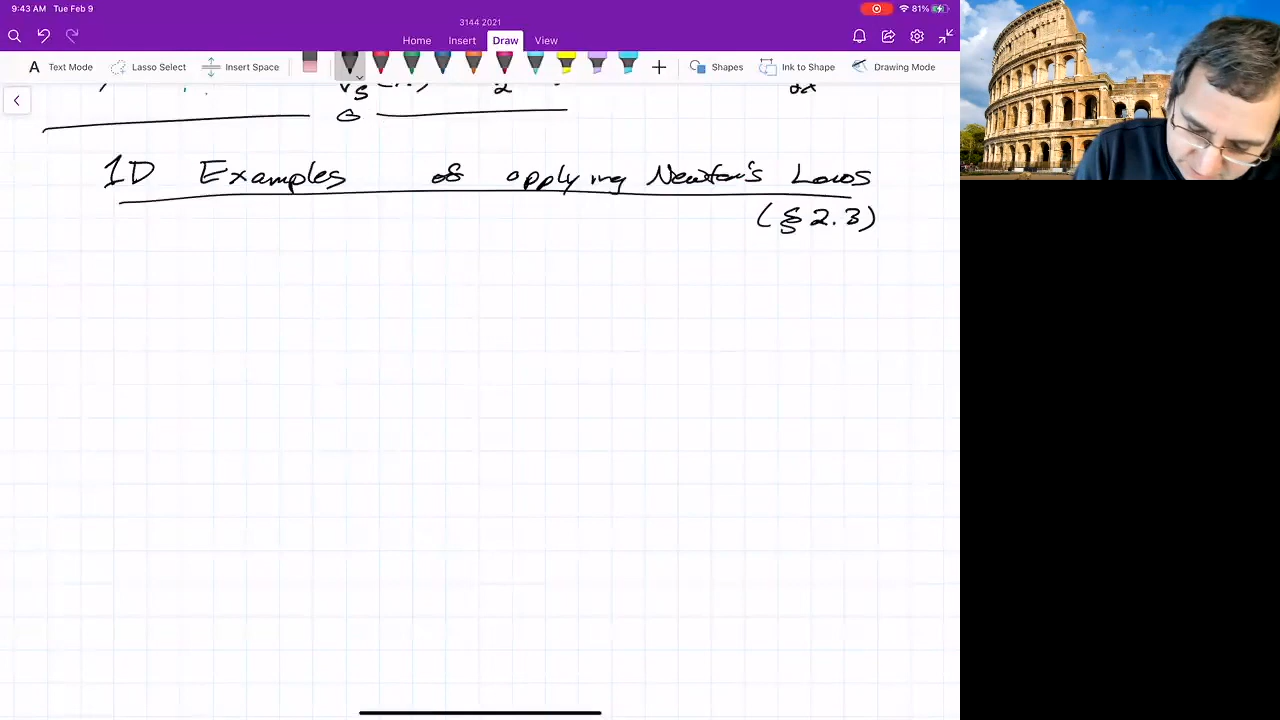 9:43 AM Tue Feb 9
81%
3144 2021
Home Insert Draw View
Text Mode Lasso Select Insert Space Shapes Ink to Shape Drawing Mode
1D Examples of applying Newton's Laws
(§ 2.3)